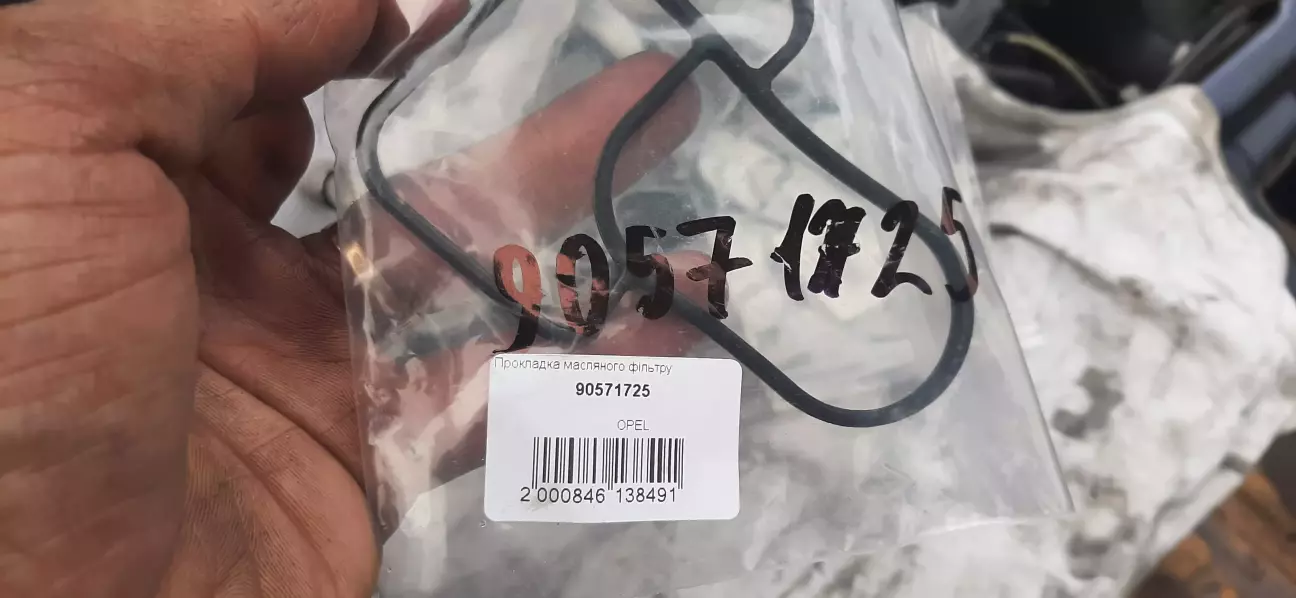 90571725
Прокладка масляного фільтру
90571725
OPEL
2 000846 138491